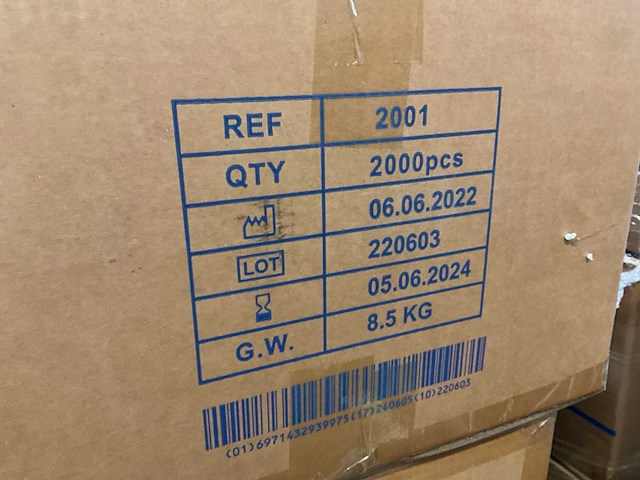 REF 2001
QTY 2000pcs
06.06.2022
LOT 220603
05.06.2024
G.W. 8.5 KG
(01)6971432939975(17)240605(10)220603